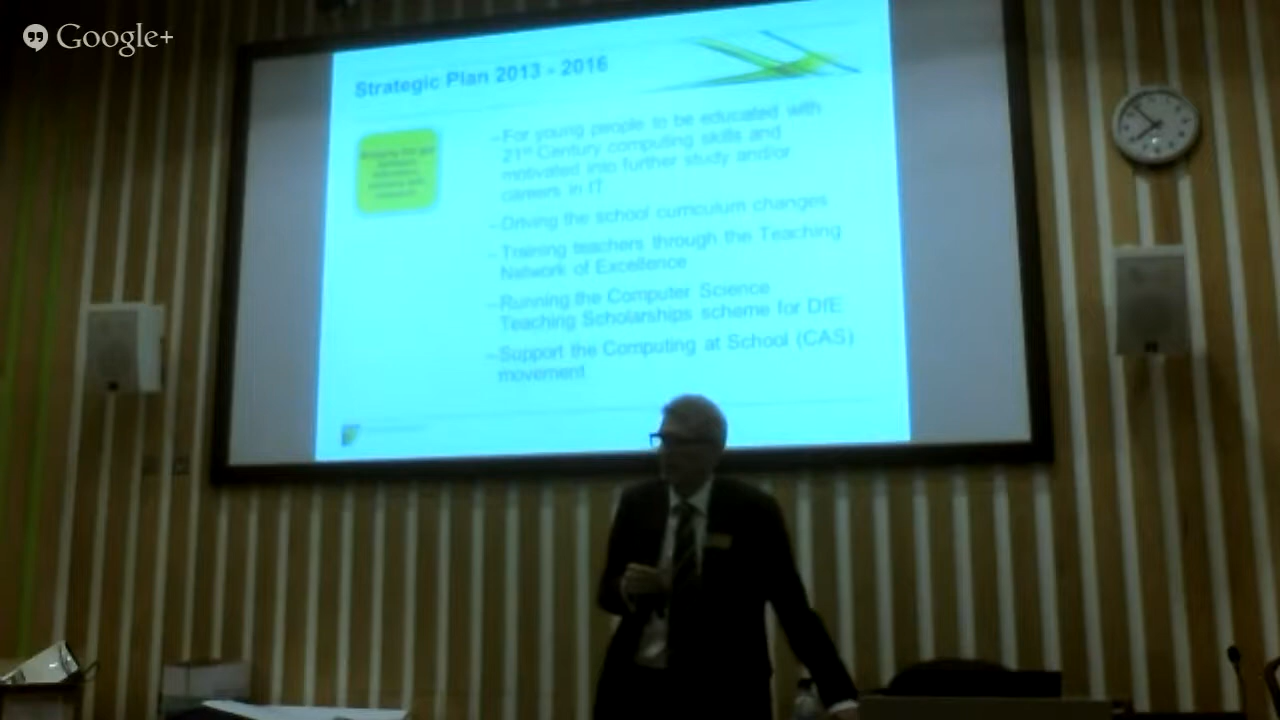 Google+
Strategic Plan 2013 - 2016
–For young people to be educated with
21st Century computing skills and
motivated into further study and/or
careers in IT
–Driving the school curriculum changes
–Training teachers through the Teaching
Network of Excellence
–Running the Computer Science
Teaching Scholarships scheme for DfE
–Support the Computing at School (CAS)
movement